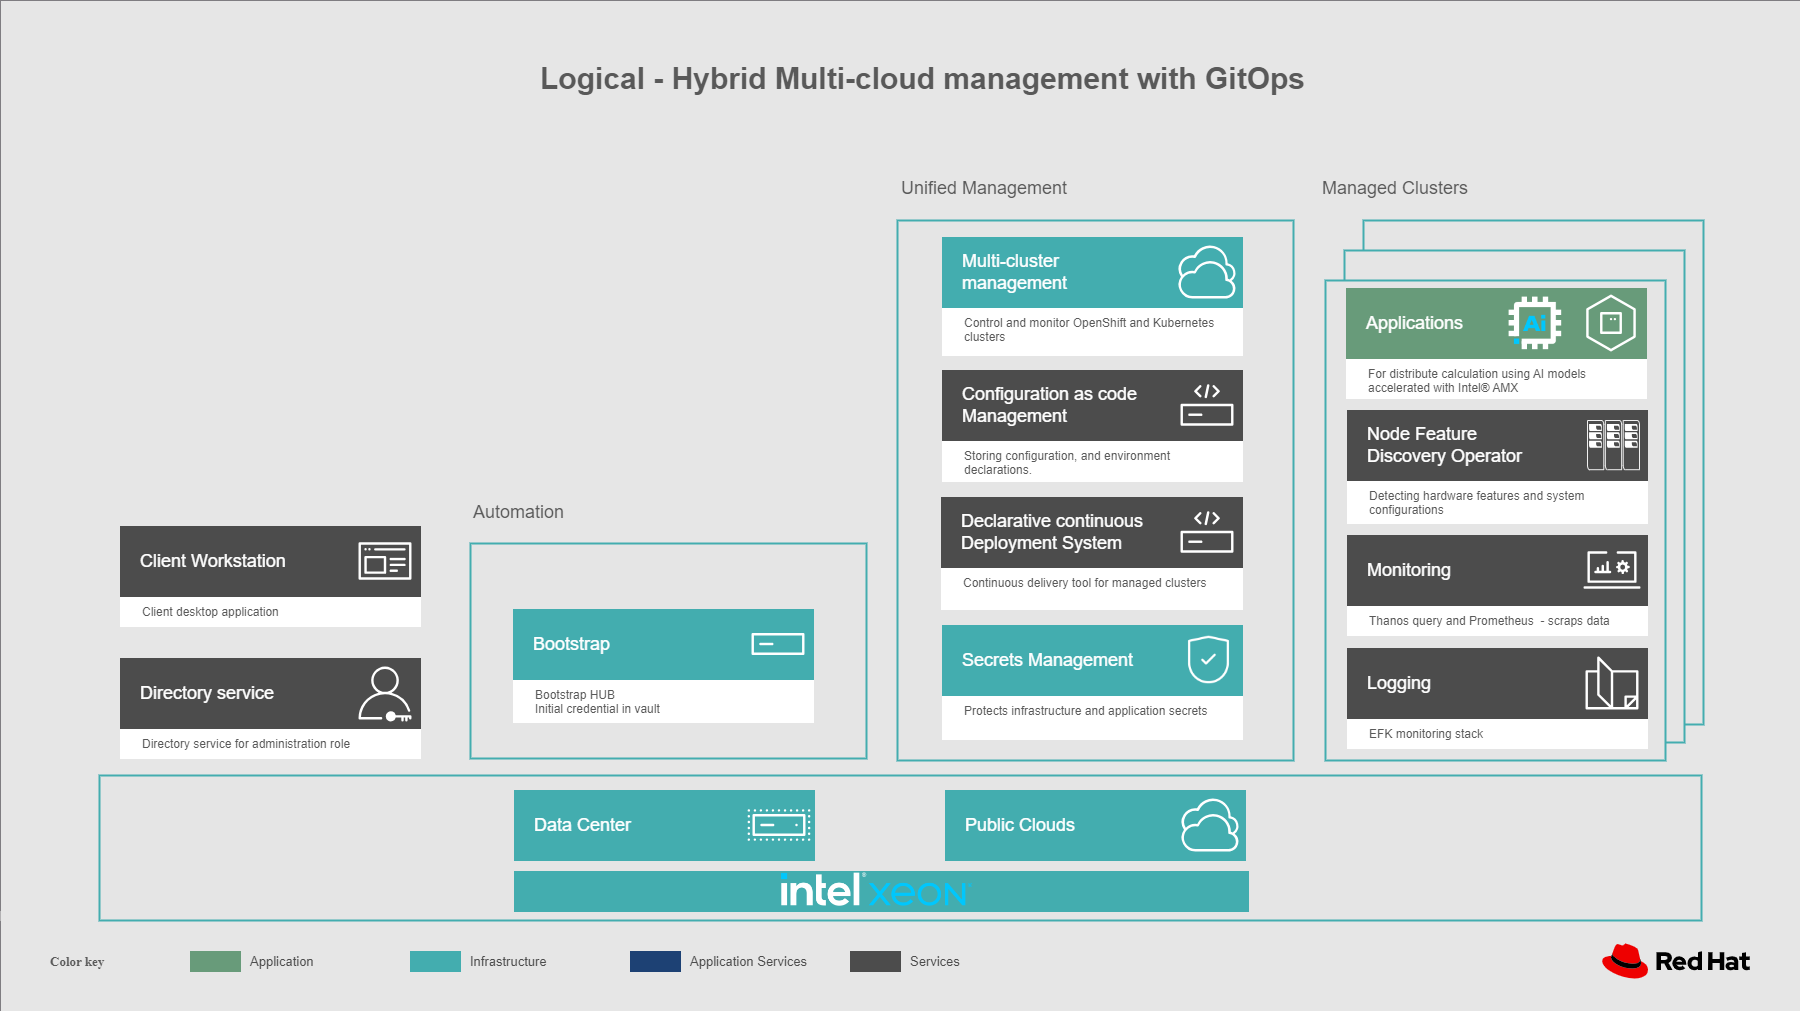 Logical - Hybrid Multi-cloud management with GitOps
Unified Management
Managed Clusters
Multi-cluster
management
Control and monitor OpenShift and Kubernetes
clusters
Configuration as code
Management
Storing configuration, and environment
declarations.
Declarative continuous
Deployment System
Continuous delivery tool for managed clusters
Secrets Management
Protects infrastructure and application secrets
Applications
Ai
For distribute calculation using AI models
accelerated with Intel® AMX
Node Feature
Discovery Operator
Detecting hardware features and system
configurations
Monitoring
Thanos query and Prometheus  - scraps data
Logging
EFK monitoring stack
Automation
Bootstrap
Bootstrap HUB
Initial credential in vault
Client Workstation
Client desktop application
Directory service
Directory service for administration role
Data Center
Public Clouds
intel® xeon
Color key
Application
Infrastructure
Application Services
Services
Red Hat